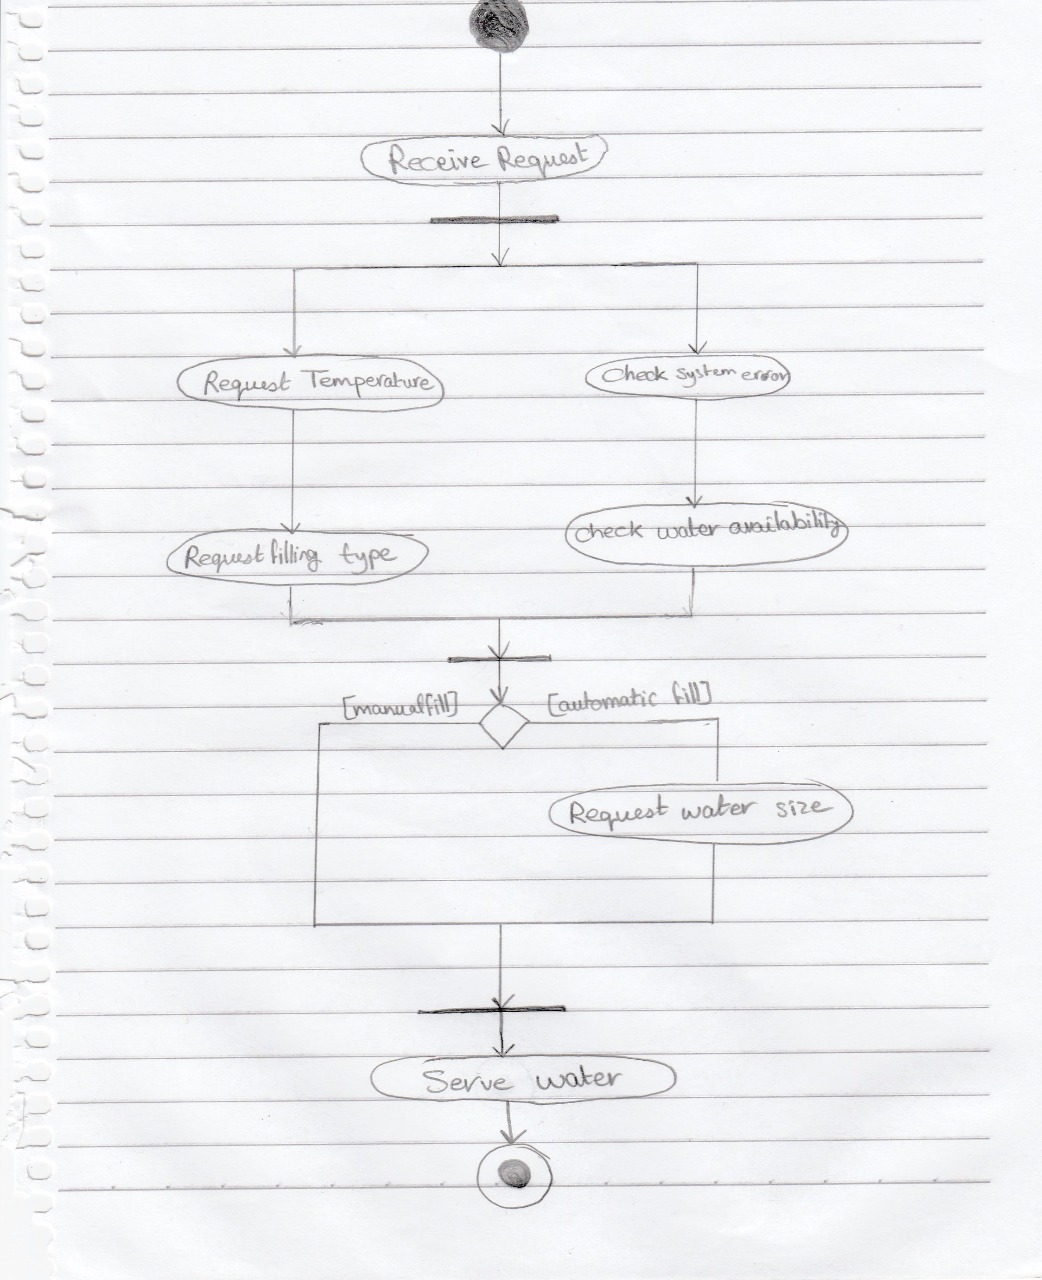 Receive Request
Request Temperature
Check system error
Request filling type
check water availability
[manual fill]
[automatic fill]
Request water size
Serve water